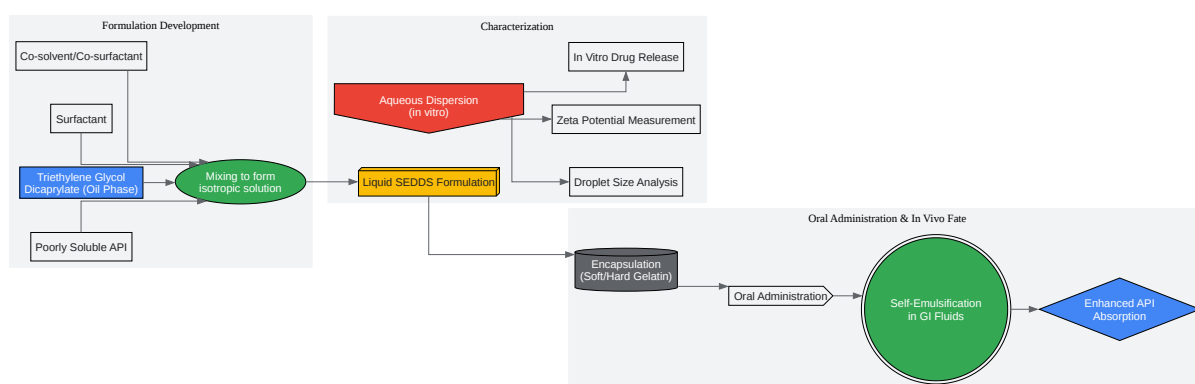 Formulation Development
Co-solvent/Co-surfactant
Surfactant
Triethylene Glycol
Dicaprylate (Oil Phase)
Poorly Soluble API
Mixing to form
isotropic solution
Characterization
In Vitro Drug Release
Aqueous Dispersion
(in vitro)
Zeta Potential Measurement
Liquid SEDDS Formulation
Droplet Size Analysis
Oral Administration & In Vivo Fate
Encapsulation
(Soft/Hard Gelatin)
Oral Administration
Self-Emulsification
in GI Fluids
Enhanced API
Absorption